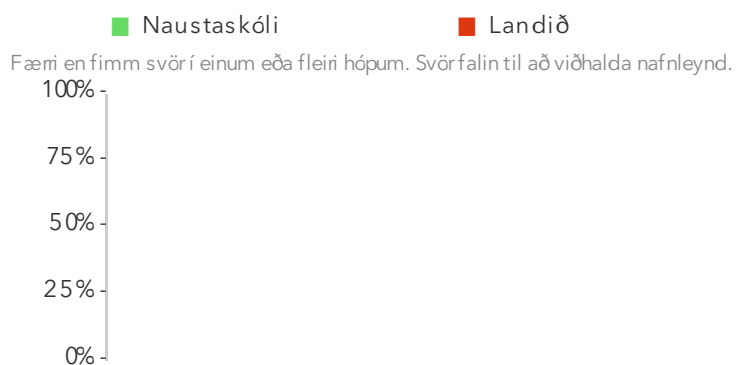 Naustaskóli Landið
Færri en fimm svör í einum eða fleiri hópum. Svör falin til að viðhalda nafnleynd.
100%
75%
50%
25%
0%